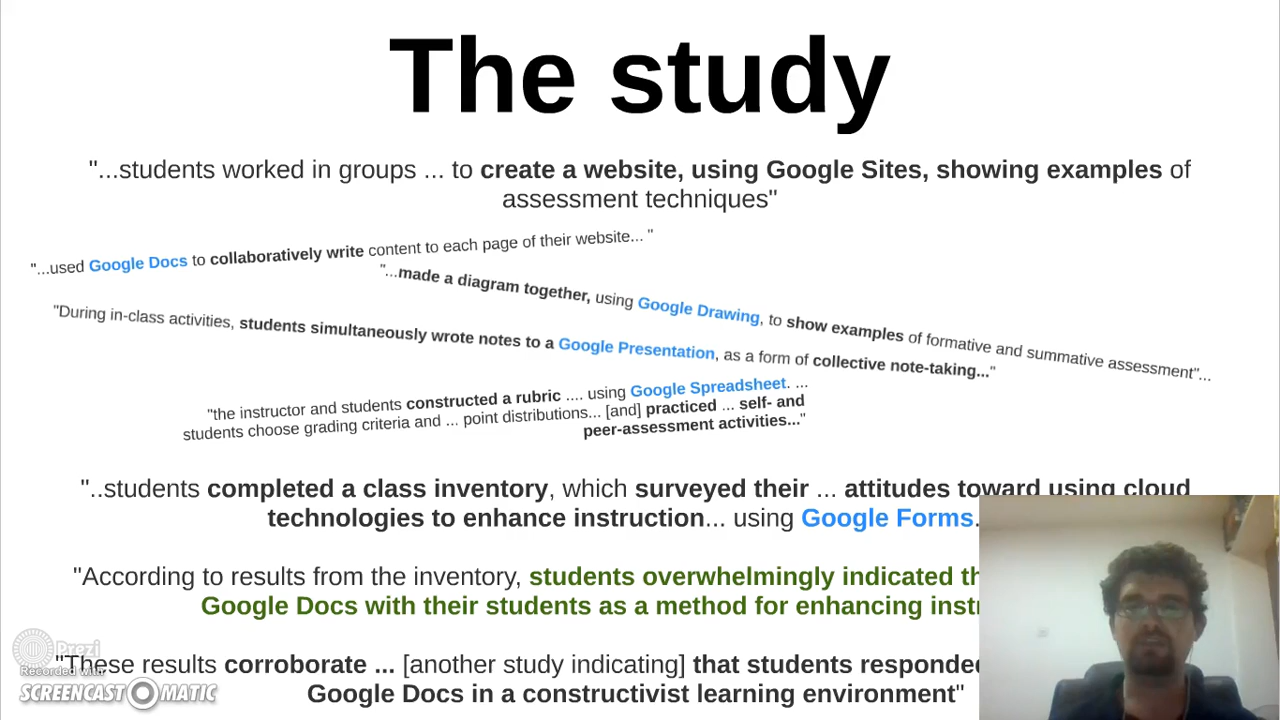 The study
"...students worked in groups ... to create a website, using Google Sites, showing examples of
assessment techniques"
"...used Google Docs to collaboratively write content to each page of their website... "
"...made a diagram together, using Google Drawing, to show examples of formative and summative assessment"...
"During in-class activities, students simultaneously wrote notes to a Google Presentation, as a form of collective note-taking..."
"the instructor and students constructed a rubric .... using Google Spreadsheet. ...
students choose grading criteria and ... point distributions... [and] practiced ... self- and
peer-assessment activities..."
"..students completed a class inventory, which surveyed their ... attitudes toward using cloud
technologies to enhance instruction... using Google Forms.
"According to results from the inventory, students overwhelmingly indicated
Google Docs with their students as a method for enhancing
"These results corroborate ... [another study indicating] that students responded
Google Docs in a constructivist learning environment"
Prezi
Recorded with
SCREENCAST MATIC